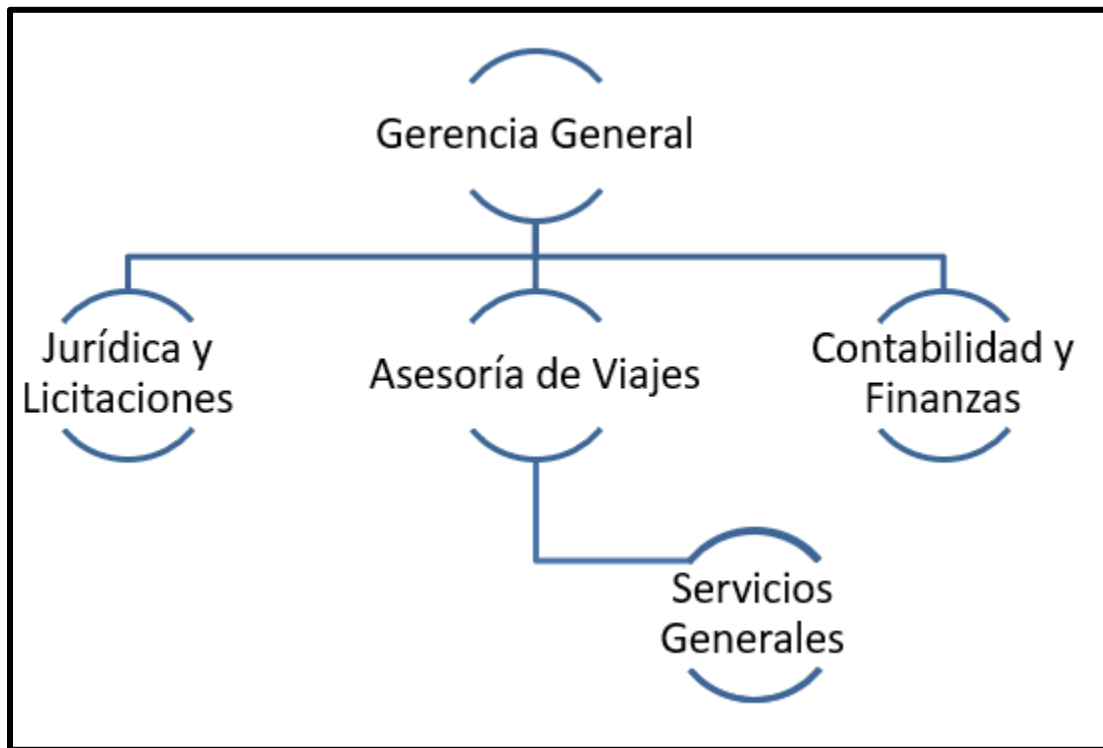 Gerencia General
Jurídica y
Licitaciones
Asesoría de Viajes
Contabilidad y
Finanzas
Servicios
Generales